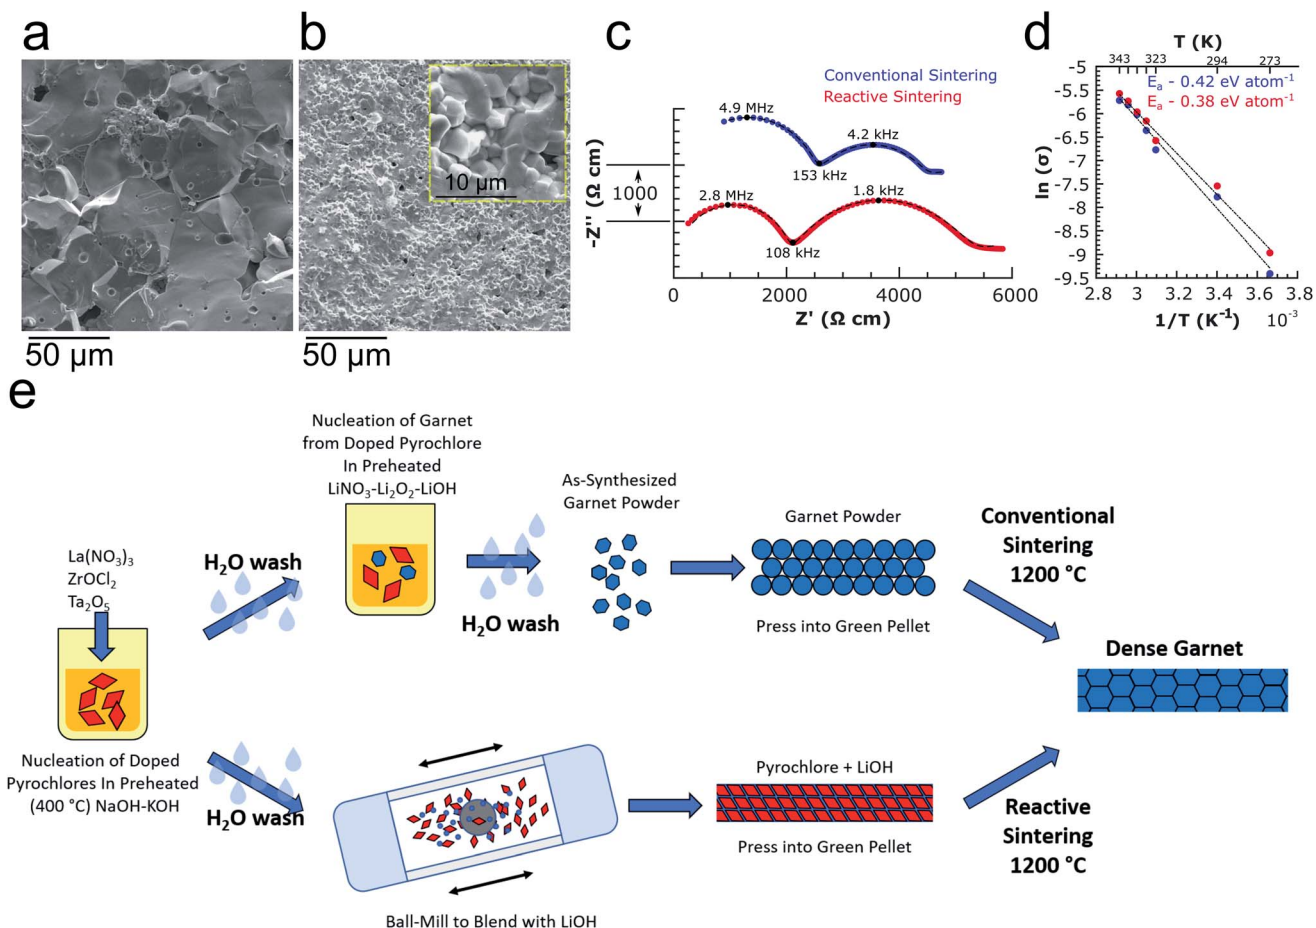 a
b
c
d
10 µm
50 µm
50 µm
Conventional Sintering
Reactive Sintering
4.9 MHz
4.2 kHz
153 kHz
1000
2.8 MHz
1.8 kHz
108 kHz
-Z'' (Ω cm)
0 2000 4000 6000
Z' (Ω cm)
T (K)
343 323 294 273
Eₐ - 0.42 eV atom⁻¹
Eₐ - 0.38 eV atom⁻¹
-5
-5.5
-6
-6.5
-7
-7.5
-8
-8.5
-9
-9.5
ln (σ)
2.8 3 3.2 3.4 3.6 3.8
1/T (K⁻¹) 10⁻³
e
La(NO₃)₃
ZrOCl₂
Ta₂O₅
Nucleation of Doped
Pyrochlores In Preheated
(400 °C) NaOH-KOH
H₂O wash
Nucleation of Garnet
from Doped Pyrochlore
In Preheated
LiNO₃-Li₂O₂-LiOH
H₂O wash
As-Synthesized
Garnet Powder
Garnet Powder
Press into Green Pellet
Conventional
Sintering
1200 °C
Dense Garnet
H₂O wash
Ball-Mill to Blend with LiOH
Pyrochlore + LiOH
Press into Green Pellet
Reactive
Sintering
1200 °C